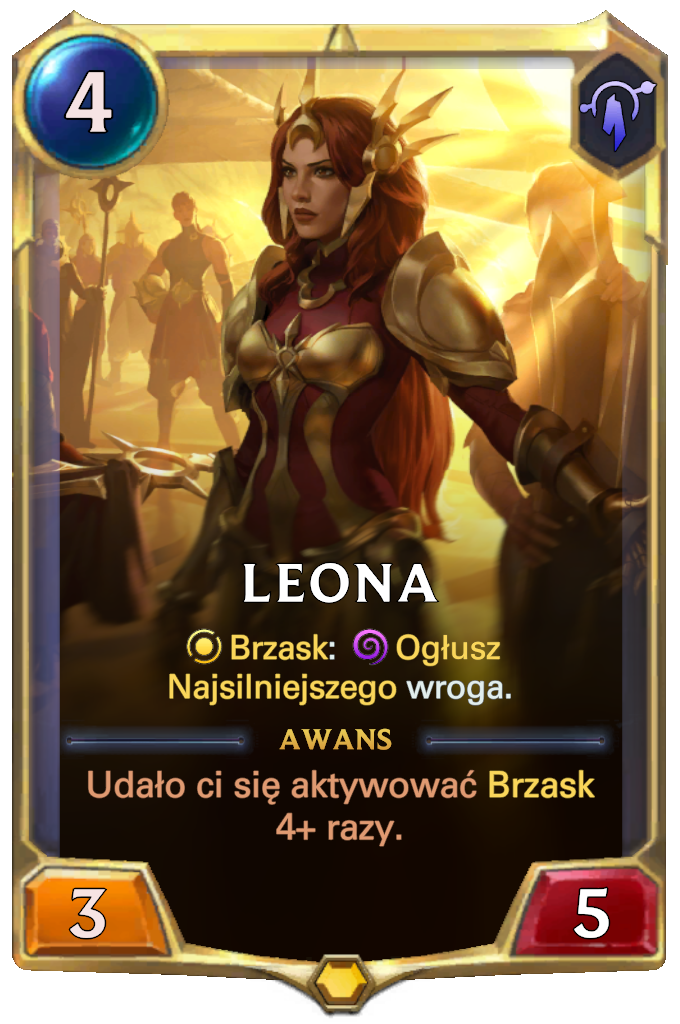 4
LEONA
Brzask: Ogłusz
Najsilniejszego wroga.
AWANS
Udało ci się aktywować Brzask
4+ razy.
3
5